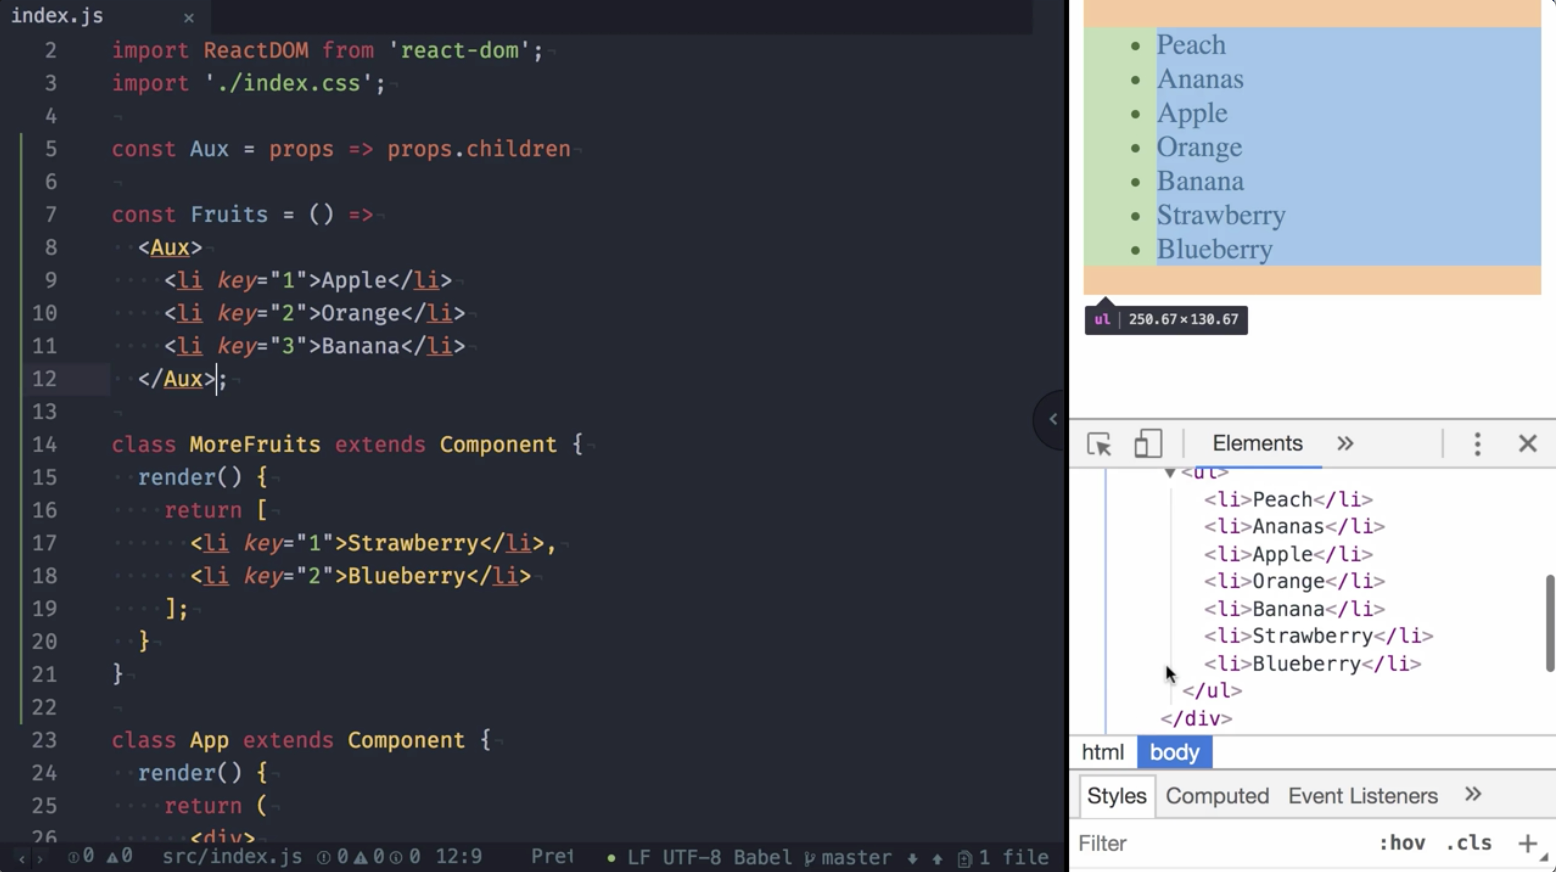 index.js ×
2 import ReactDOM from 'react-dom';
3 import './index.css';
4
5 const Aux = props => props.children
6
7 const Fruits = () =>
8 <Aux>
9 <li key="1">Apple</li>
10 <li key="2">Orange</li>
11 <li key="3">Banana</li>
12 </Aux>;
13
14 class MoreFruits extends Component {
15 render() {
16 return [
17 <li key="1">Strawberry</li>,
18 <li key="2">Blueberry</li>
19 ];
20 }
21 }
22
23 class App extends Component {
24 render() {
25 return (
26 <div>
0 0 src/index.js 0 0 0 12:9 Pret LF UTF-8 Babel master 1 file
• Peach
• Ananas
• Apple
• Orange
• Banana
• Strawberry
• Blueberry
ul | 250.67×130.67
Elements »
<ul>
<li>Peach</li>
<li>Ananas</li>
<li>Apple</li>
<li>Orange</li>
<li>Banana</li>
<li>Strawberry</li>
<li>Blueberry</li>
</ul>
</div>
html body
Styles Computed Event Listeners »
Filter :hov .cls +